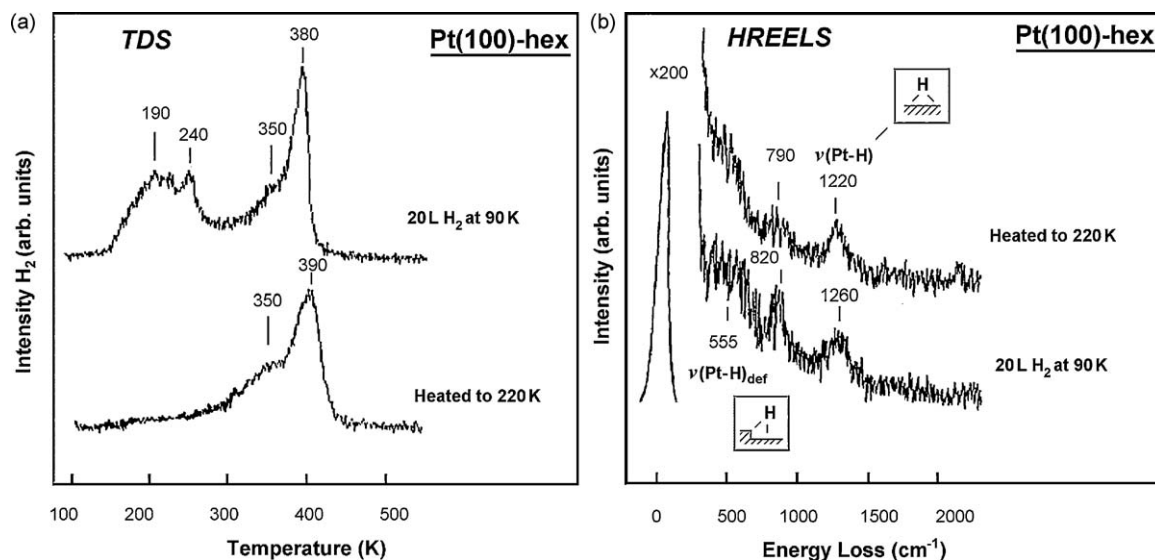 (a)
TDS
Pt(100)-hex
380
190
240
350
20L H₂ at 90 K
390
350
Heated to 220 K
Intensity H₂ (arb. units)
100 200 300 400 500
Temperature (K)
(b)
HREELS
Pt(100)-hex
x200
H
ν(Pt-H)
790
1220
Heated to 220 K
820
1260
555
20L H₂ at 90 K
ν(Pt-H)def
H
Intensity (arb. units)
0 500 1000 1500 2000
Energy Loss (cm⁻¹)